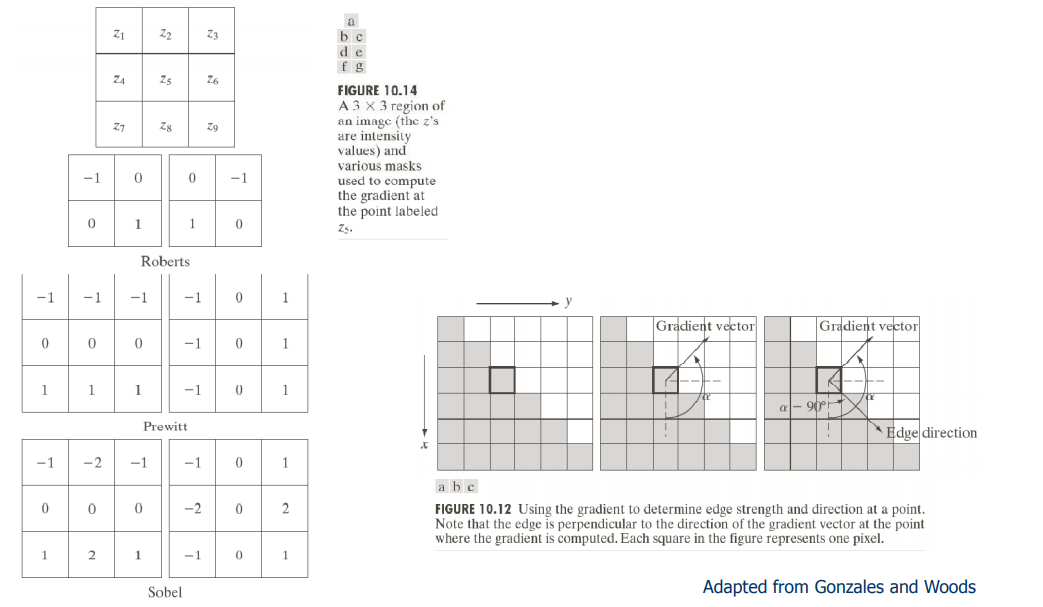 z1 z2 z3
z4 z5 z6
z7 z8 z9
−1 0 0 −1
0 1 1 0
Roberts
−1 −1 −1 −1 0 1
0 0 0 −1 0 1
1 1 1 −1 0 1
Prewitt
−1 −2 −1 −1 0 1
0 0 0 −2 0 2
1 2 1 −1 0 1
Sobel
a
b c
d e
f g
FIGURE 10.14
A 3 × 3 region of
an image (the z's
are intensity
values) and
various masks
used to compute
the gradient at
the point labeled
z5.
y
x
Gradient vector
α
Gradient vector
α
α − 90°
Edge direction
a b c
FIGURE 10.12 Using the gradient to determine edge strength and direction at a point.
Note that the edge is perpendicular to the direction of the gradient vector at the point
where the gradient is computed. Each square in the figure represents one pixel.
Adapted from Gonzales and Woods